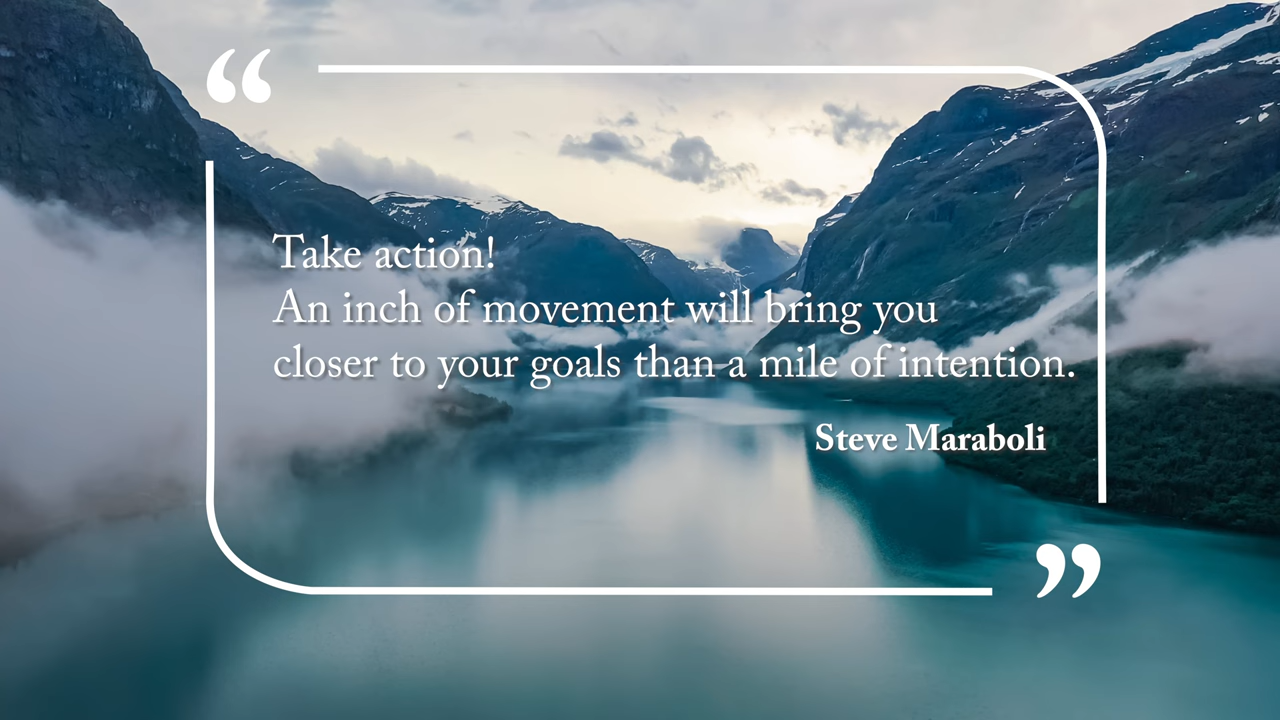 “
Take action!
An inch of movement will bring you
closer to your goals than a mile of intention.
Steve Maraboli
”